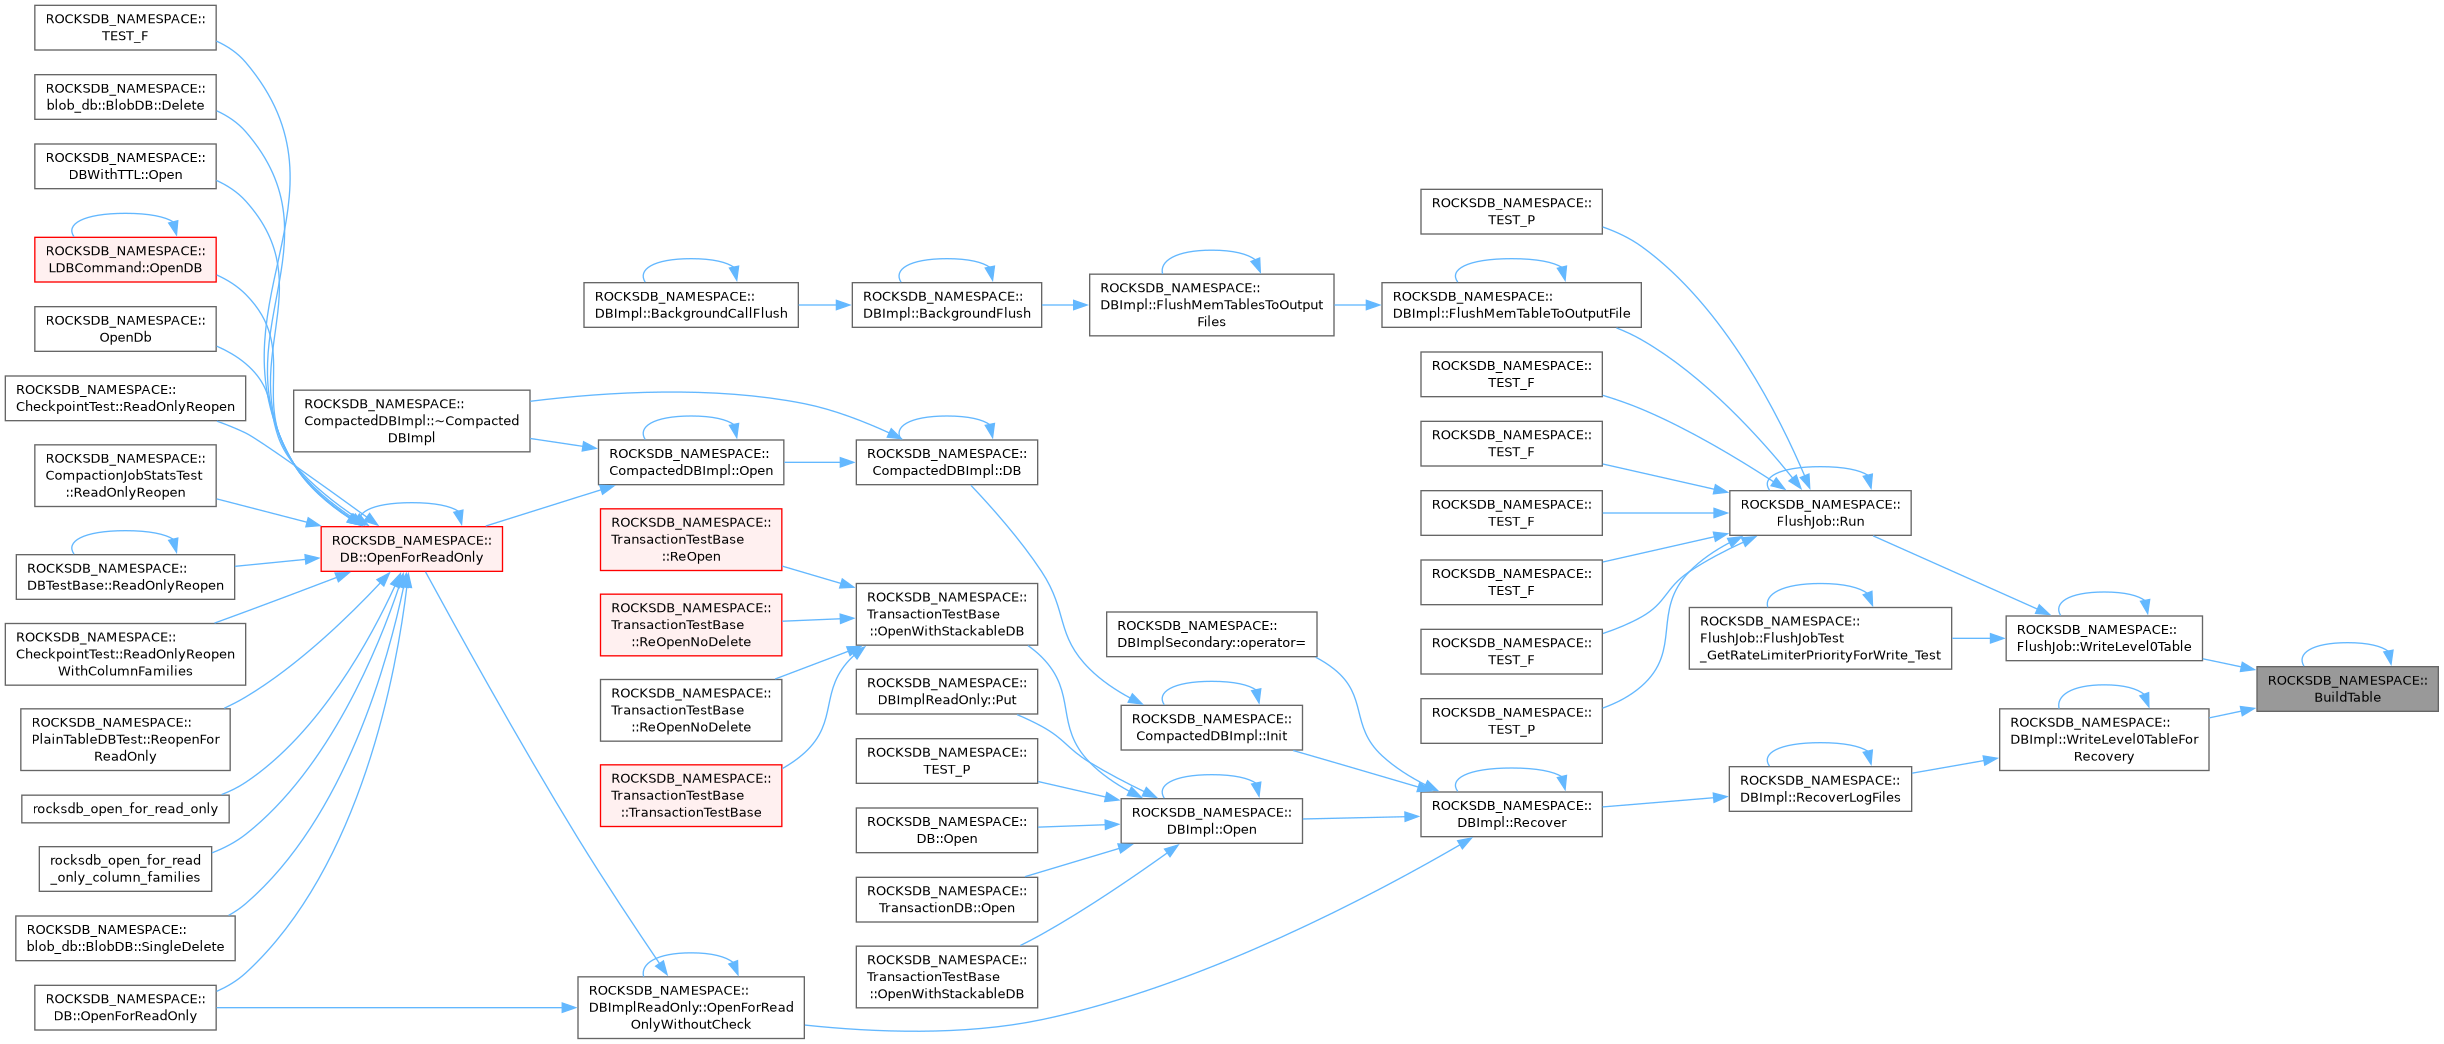 ROCKSDB_NAMESPACE::
TEST_F
ROCKSDB_NAMESPACE::
blob_db::BlobDB::Delete
ROCKSDB_NAMESPACE::
DBWithTTL::Open
ROCKSDB_NAMESPACE::
LDBCommand::OpenDB
ROCKSDB_NAMESPACE::
OpenDb
ROCKSDB_NAMESPACE::
CheckpointTest::ReadOnlyReopen
ROCKSDB_NAMESPACE::
CompactionJobStatsTest
::ReadOnlyReopen
ROCKSDB_NAMESPACE::
DBTestBase::ReadOnlyReopen
ROCKSDB_NAMESPACE::
CheckpointTest::ReadOnlyReopen
WithColumnFamilies
ROCKSDB_NAMESPACE::
PlainTableDBTest::ReopenFor
ReadOnly
rocksdb_open_for_read_only
rocksdb_open_for_read
_only_column_families
ROCKSDB_NAMESPACE::
blob_db::BlobDB::SingleDelete
ROCKSDB_NAMESPACE::
DB::OpenForReadOnly
ROCKSDB_NAMESPACE::
CompactedDBImpl::~Compacted
DBImpl
ROCKSDB_NAMESPACE::
DB::OpenForReadOnly
ROCKSDB_NAMESPACE::
DBImpl::BackgroundCallFlush
ROCKSDB_NAMESPACE::
CompactedDBImpl::Open
ROCKSDB_NAMESPACE::
TransactionTestBase
::ReOpen
ROCKSDB_NAMESPACE::
TransactionTestBase
::ReOpenNoDelete
ROCKSDB_NAMESPACE::
TransactionTestBase
::ReOpenNoDelete
ROCKSDB_NAMESPACE::
TransactionTestBase
::TransactionTestBase
ROCKSDB_NAMESPACE::
DBImplReadOnly::OpenForRead
OnlyWithoutCheck
ROCKSDB_NAMESPACE::
DBImpl::BackgroundFlush
ROCKSDB_NAMESPACE::
CompactedDBImpl::DB
ROCKSDB_NAMESPACE::
TransactionTestBase
::OpenWithStackableDB
ROCKSDB_NAMESPACE::
DBImplReadOnly::Put
ROCKSDB_NAMESPACE::
TEST_P
ROCKSDB_NAMESPACE::
DB::Open
ROCKSDB_NAMESPACE::
TransactionDB::Open
ROCKSDB_NAMESPACE::
TransactionTestBase
::OpenWithStackableDB
ROCKSDB_NAMESPACE::
DBImpl::FlushMemTablesToOutput
Files
ROCKSDB_NAMESPACE::
DBImplSecondary::operator=
ROCKSDB_NAMESPACE::
CompactedDBImpl::Init
ROCKSDB_NAMESPACE::
DBImpl::Open
ROCKSDB_NAMESPACE::
TEST_P
ROCKSDB_NAMESPACE::
DBImpl::FlushMemTableToOutputFile
ROCKSDB_NAMESPACE::
TEST_F
ROCKSDB_NAMESPACE::
TEST_F
ROCKSDB_NAMESPACE::
TEST_F
ROCKSDB_NAMESPACE::
TEST_F
ROCKSDB_NAMESPACE::
TEST_F
ROCKSDB_NAMESPACE::
TEST_P
ROCKSDB_NAMESPACE::
DBImpl::Recover
ROCKSDB_NAMESPACE::
FlushJob::Run
ROCKSDB_NAMESPACE::
FlushJob::FlushJobTest
_GetRateLimiterPriorityForWrite_Test
ROCKSDB_NAMESPACE::
DBImpl::RecoverLogFiles
ROCKSDB_NAMESPACE::
FlushJob::WriteLevel0Table
ROCKSDB_NAMESPACE::
DBImpl::WriteLevel0TableFor
Recovery
ROCKSDB_NAMESPACE::
BuildTable